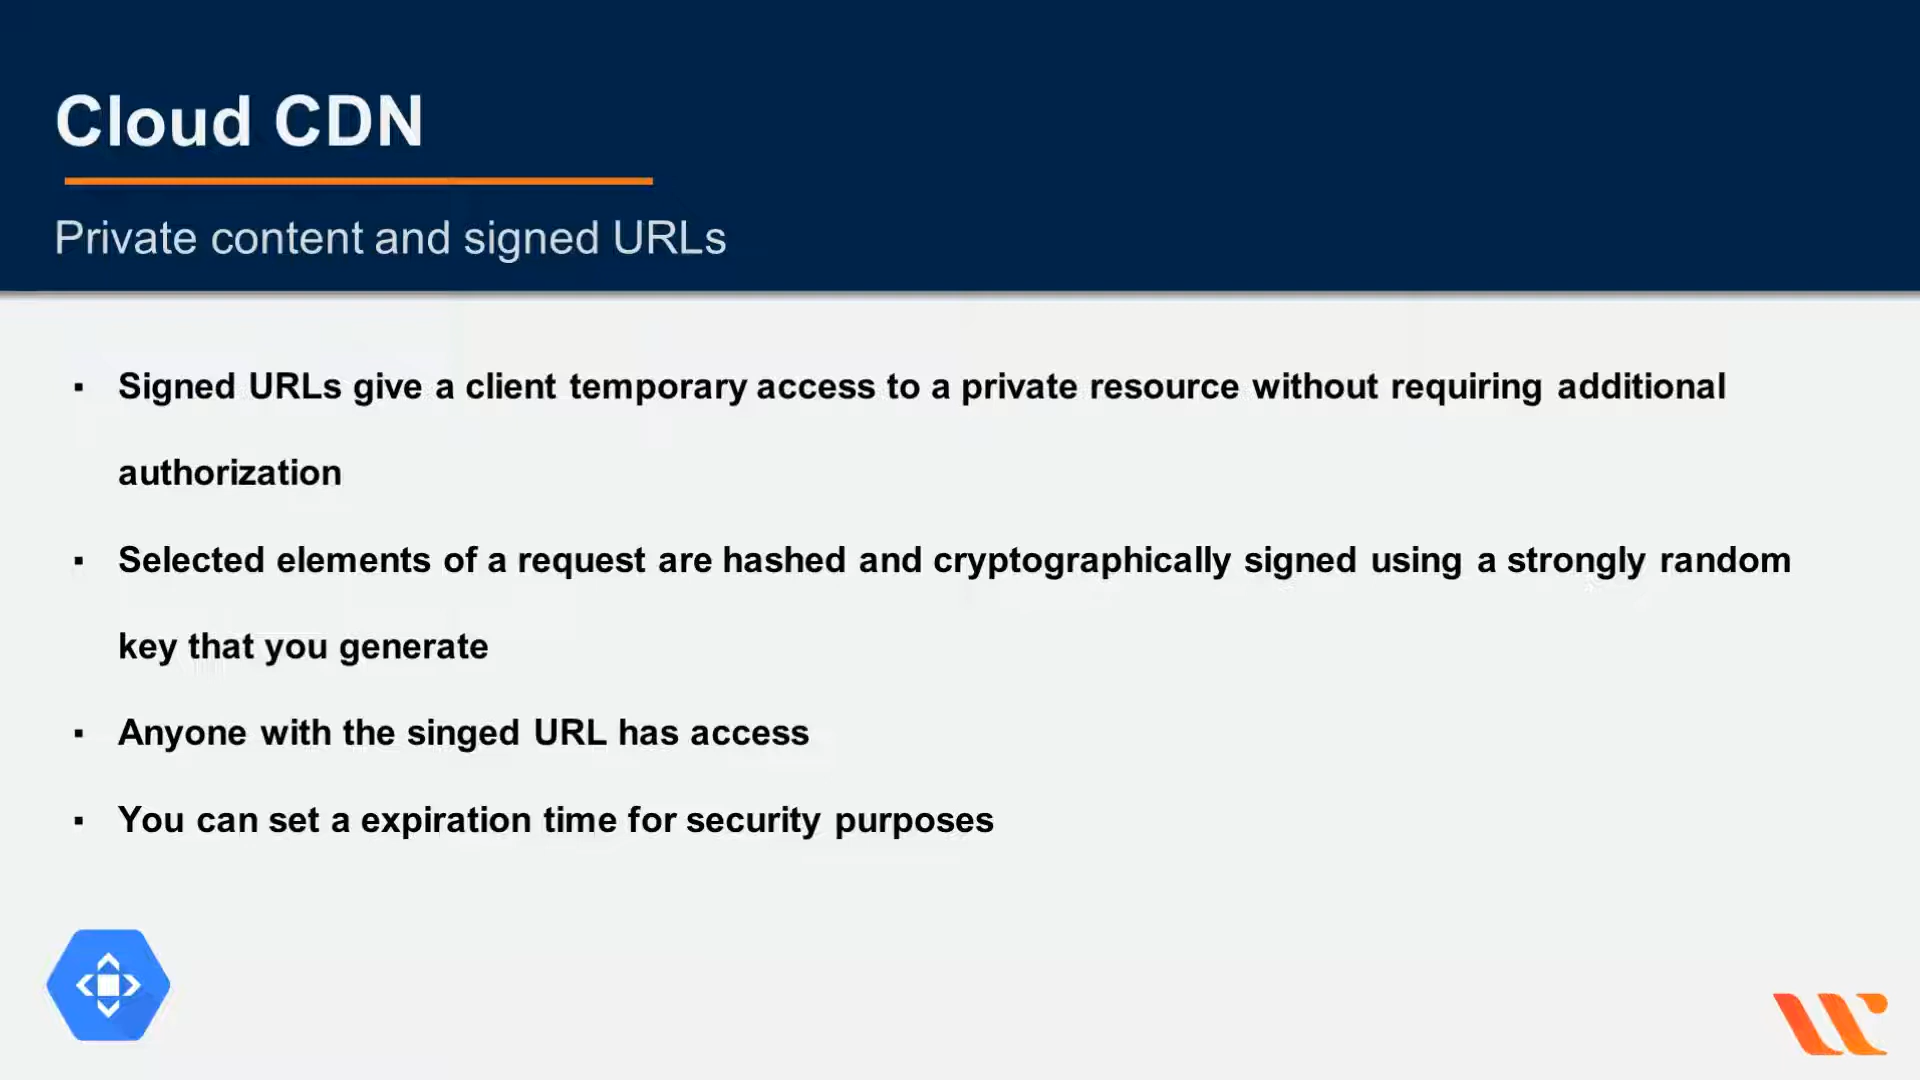 Cloud CDN
Private content and signed URLs
▪ Signed URLs give a client temporary access to a private resource without requiring additional
authorization
▪ Selected elements of a request are hashed and cryptographically signed using a strongly random
key that you generate
▪ Anyone with the singed URL has access
▪ You can set a expiration time for security purposes